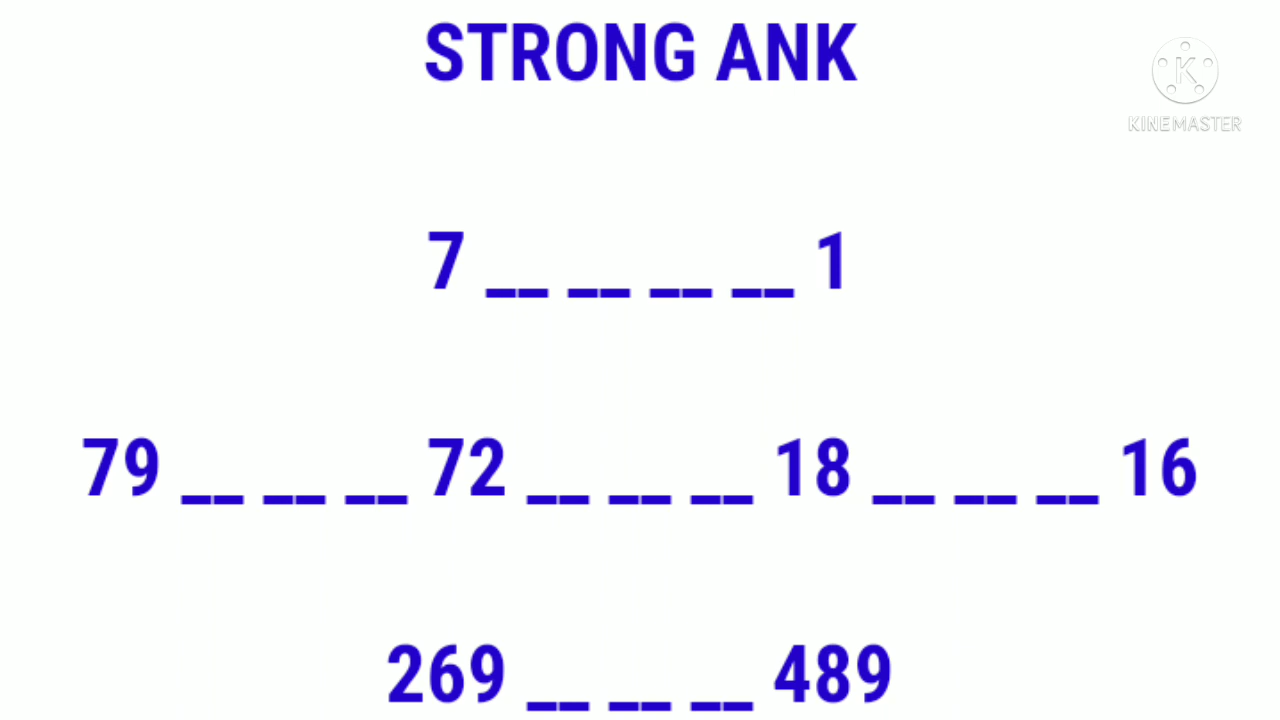 STRONG ANK
KINEMASTER
7 __ __ __ __ 1
79 __ __ __ 72 __ __ __ 18 __ __ __ 16
269 __ __ __ 489